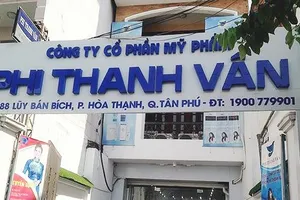 CÔNG TY CỔ PHẦN MỸ PHẨM
PHI THANH VÂN
88 LŨY BÁN BÍCH, P. HÒA THẠNH, Q.TÂN PHÚ - ĐT: 1900 779901